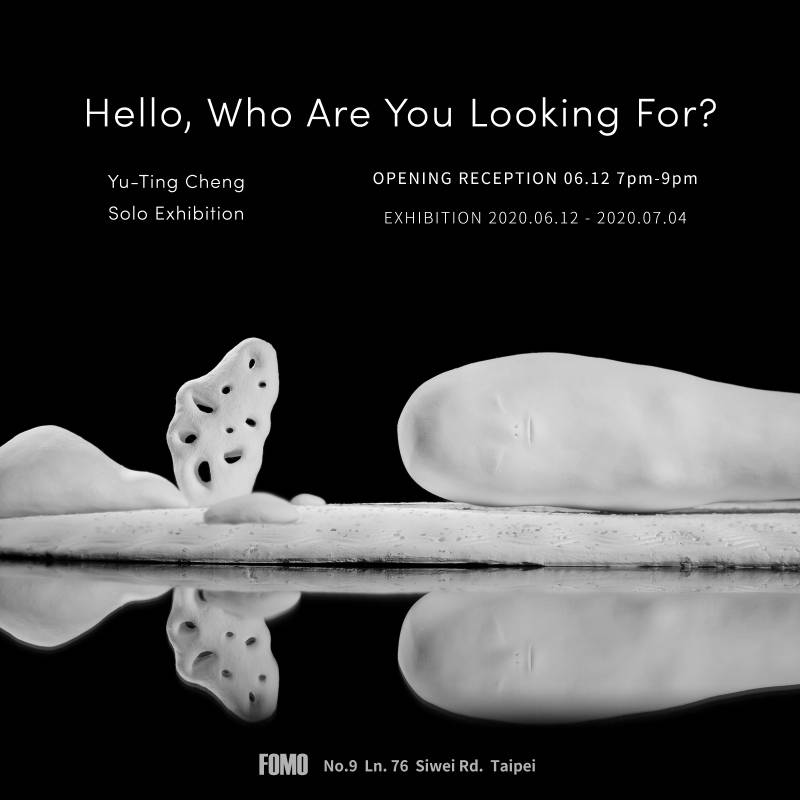 Hello, Who Are You Looking For?
Yu-Ting Cheng
Solo Exhibition
OPENING RECEPTION 06.12 7pm-9pm
EXHIBITION 2020.06.12 - 2020.07.04
FOMO No.9 Ln. 76 Siwei Rd. Taipei